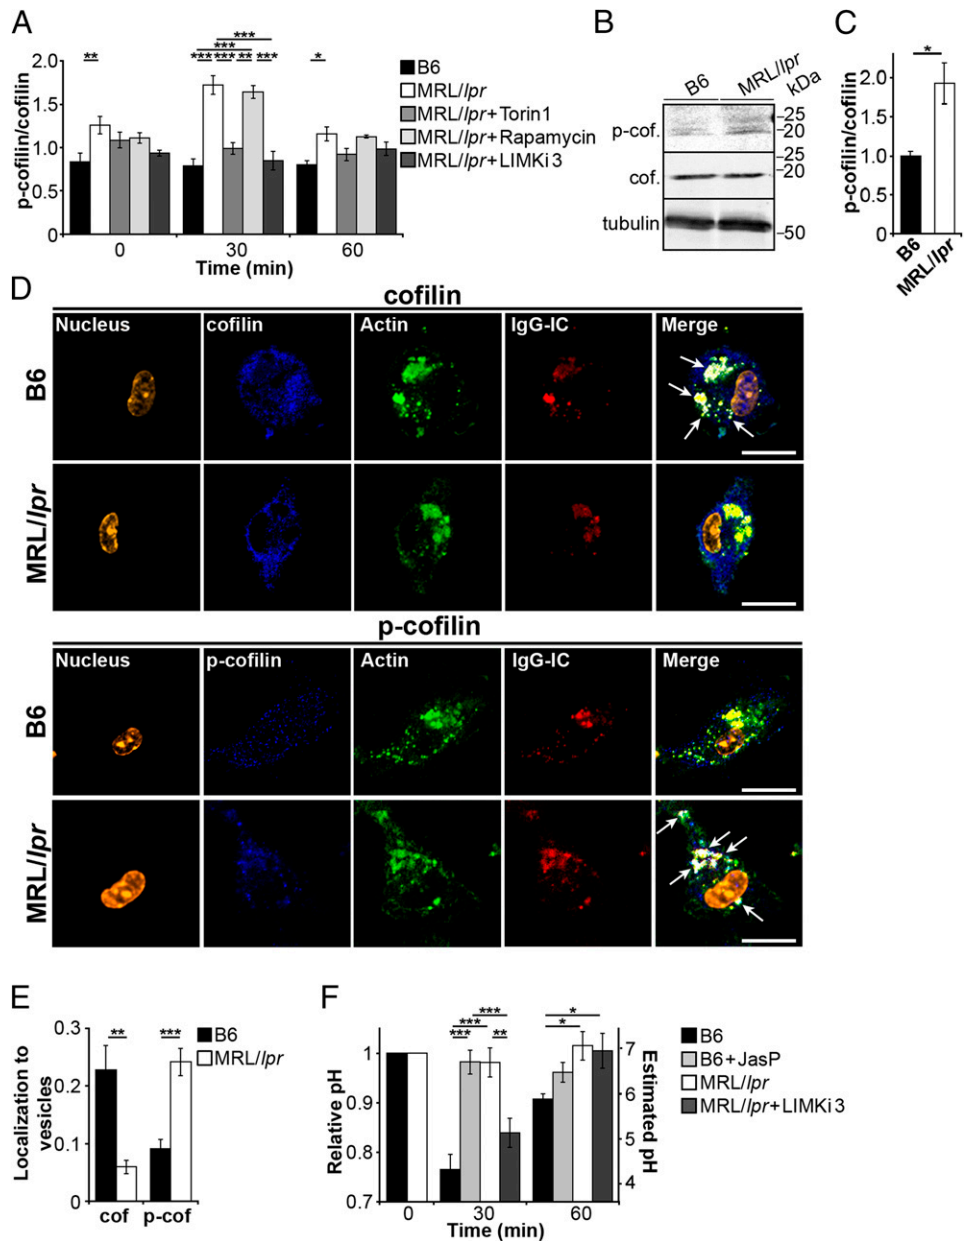 A
p-cofilin/cofilin
2.0
1.5
1.0
0.5
0
** *** *** *** *** ** *** *
0 30 60
Time (min)
B6
MRL/lpr
MRL/lpr+Torin1
MRL/lpr+Rapamycin
MRL/lpr+LIMKi3
B
B6 MRL/lpr kDa
p-cof.
–25
–20
cof.
–25
–20
tubulin
–50
C
p-cofilin/cofilin
*
2.0
1.5
1.0
0.5
0
B6
MRL/lpr
D
cofilin
Nucleus cofilin Actin IgG-IC Merge
B6
MRL/lpr
p-cofilin
Nucleus p-cofilin Actin IgG-IC Merge
B6
MRL/lpr
E
Localization to vesicles
0.3
0.2
0.1
0
** ***
cof p-cof
B6
MRL/lpr
F
Relative pH
1
0.9
0.8
0.7
*** *** *** ** * *
0 30 60
Time (min)
7
6
5
4
Estimated pH
B6
B6+JasP
MRL/lpr
MRL/lpr+LIMKi3